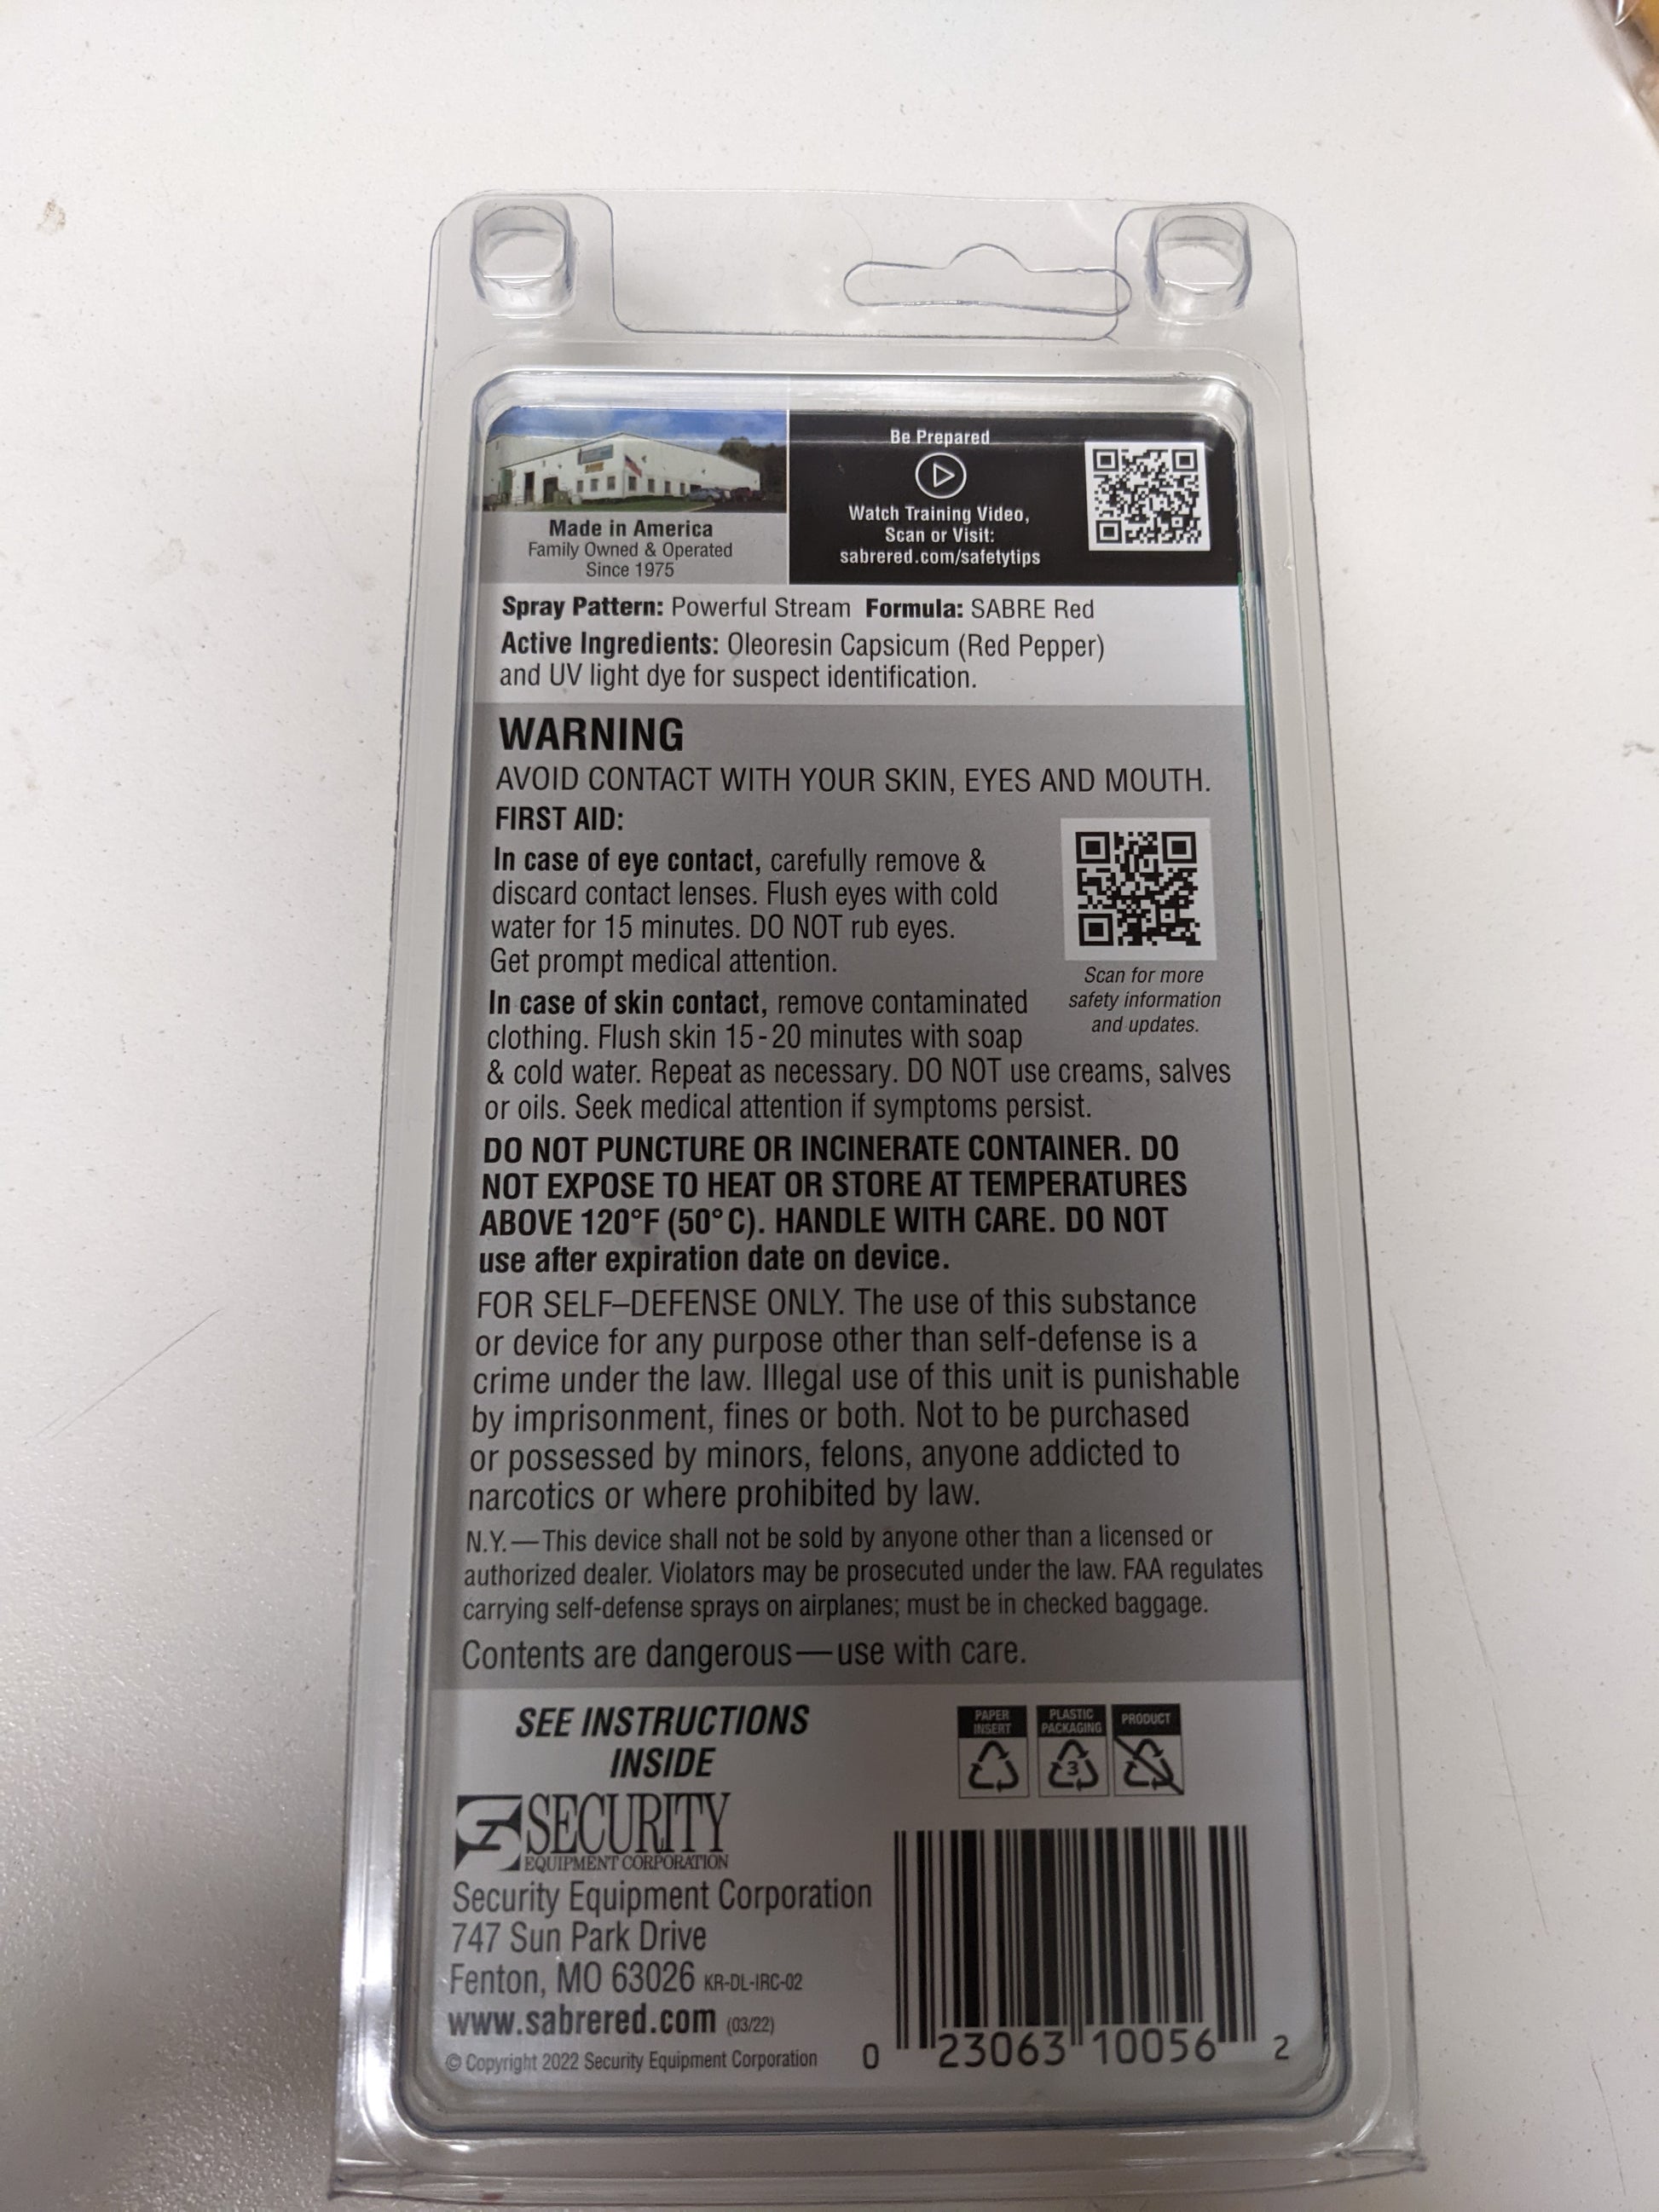 Made in America
Family Owned & Operated
Since 1975
Be Prepared
Watch Training Video,
Scan or Visit:
sabrered.com/safetytips
Spray Pattern: Powerful Stream Formula: SABRE Red
Active Ingredients: Oleoresin Capsicum (Red Pepper)
and UV light dye for suspect identification.
WARNING
AVOID CONTACT WITH YOUR SKIN, EYES AND MOUTH.
FIRST AID:
In case of eye contact, carefully remove &
discard contact lenses. Flush eyes with cold
water for 15 minutes. DO NOT rub eyes.
Get prompt medical attention.
Scan for more
safety information
and updates.
In case of skin contact, remove contaminated
clothing. Flush skin 15-20 minutes with soap
& cold water. Repeat as necessary. DO NOT use creams, salves
or oils. Seek medical attention if symptoms persist.
DO NOT PUNCTURE OR INCINERATE CONTAINER. DO
NOT EXPOSE TO HEAT OR STORE AT TEMPERATURES
ABOVE 120°F (50°C). HANDLE WITH CARE. DO NOT
use after expiration date on device.
FOR SELF–DEFENSE ONLY. The use of this substance
or device for any purpose other than self-defense is a
crime under the law. Illegal use of this unit is punishable
by imprisonment, fines or both. Not to be purchased
or possessed by minors, felons, anyone addicted to
narcotics or where prohibited by law.
N.Y.—This device shall not be sold by anyone other than a licensed or
authorized dealer. Violators may be prosecuted under the law. FAA regulates
carrying self-defense sprays on airplanes; must be in checked baggage.
Contents are dangerous—use with care.
SEE INSTRUCTIONS
INSIDE
PAPER
INSERT
PLASTIC
PACKAGING
3
PRODUCT
SECURITY
EQUIPMENT CORPORATION
Security Equipment Corporation
747 Sun Park Drive
Fenton, MO 63026 KR-DL-IRC-02
www.sabrered.com (03/22)
© Copyright 2022 Security Equipment Corporation
0 23063 10056 2